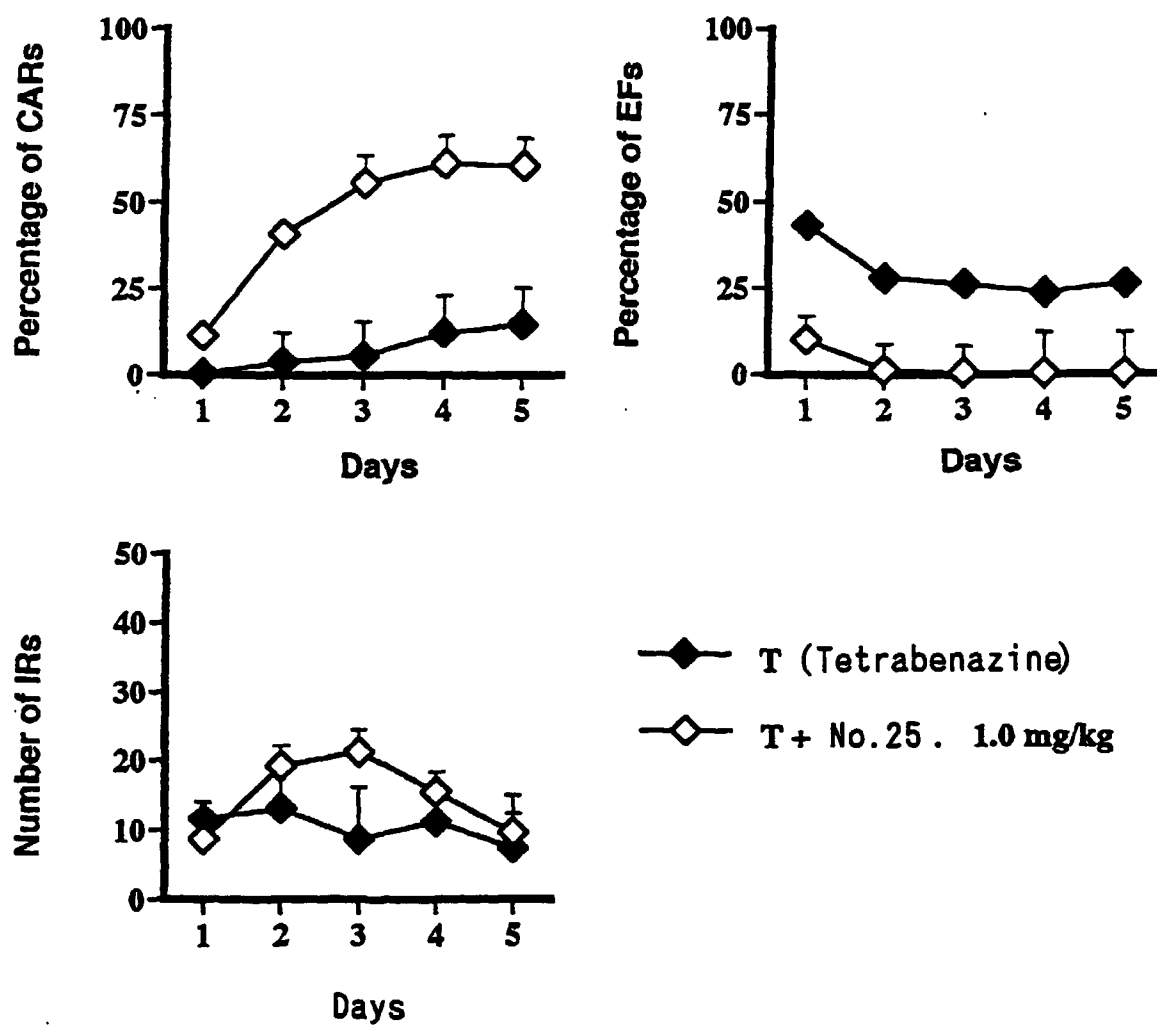 Percentage of CARs
100
75
50
25
0
1 2 3 4 5
Days
Percentage of EFs
100
75
50
25
0
1 2 3 4 5
Days
Number of IRs
50
40
30
20
10
0
1 2 3 4 5
Days
T (Tetrabenazine)
T + No.25. 1.0 mg/kg